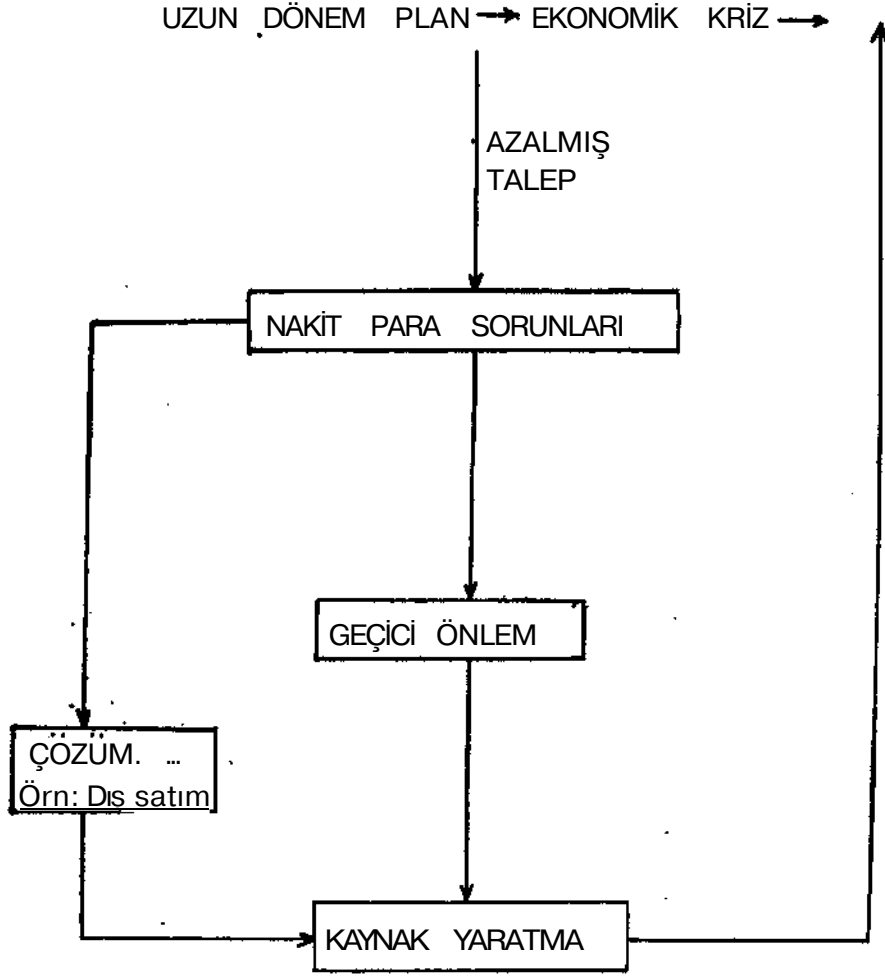 UZUN DÖNEM PLAN → EKONOMİK KRİZ →
AZALMIŞ
TALEP
NAKİT PARA SORUNLARI
GEÇİCİ ÖNLEM
ÇÖZÜM. ...
Örn: Dış satım
KAYNAK YARATMA